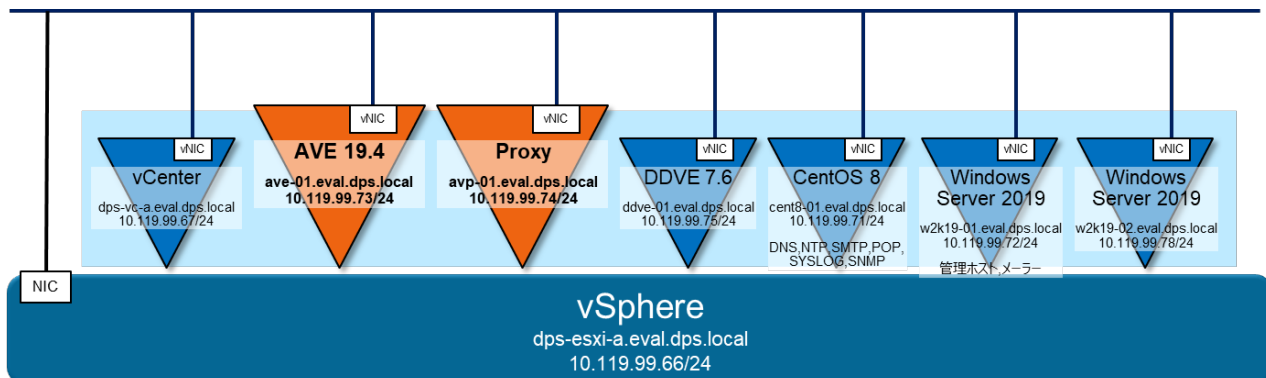 vNIC
vCenter
dps-vc-a.eval.dps.local
10.119.99.67/24
vNIC
AVE 19.4
ave-01.eval.dps.local
10.119.99.73/24
vNIC
Proxy
avp-01.eval.dps.local
10.119.99.74/24
vNIC
DDVE 7.6
ddve-01.eval.dps.local
10.119.99.75/24
vNIC
CentOS 8
cent8-01.eval.dps.local
10.119.99.71/24
DNS,NTP,SMTP,POP,
SYSLOG,SNMP
vNIC
Windows
Server 2019
w2k19-01.eval.dps.local
10.119.99.72/24
管理ホスト,メーラー
vNIC
Windows
Server 2019
w2k19-02.eval.dps.local
10.119.99.78/24
NIC
vSphere
dps-esxi-a.eval.dps.local
10.119.99.66/24